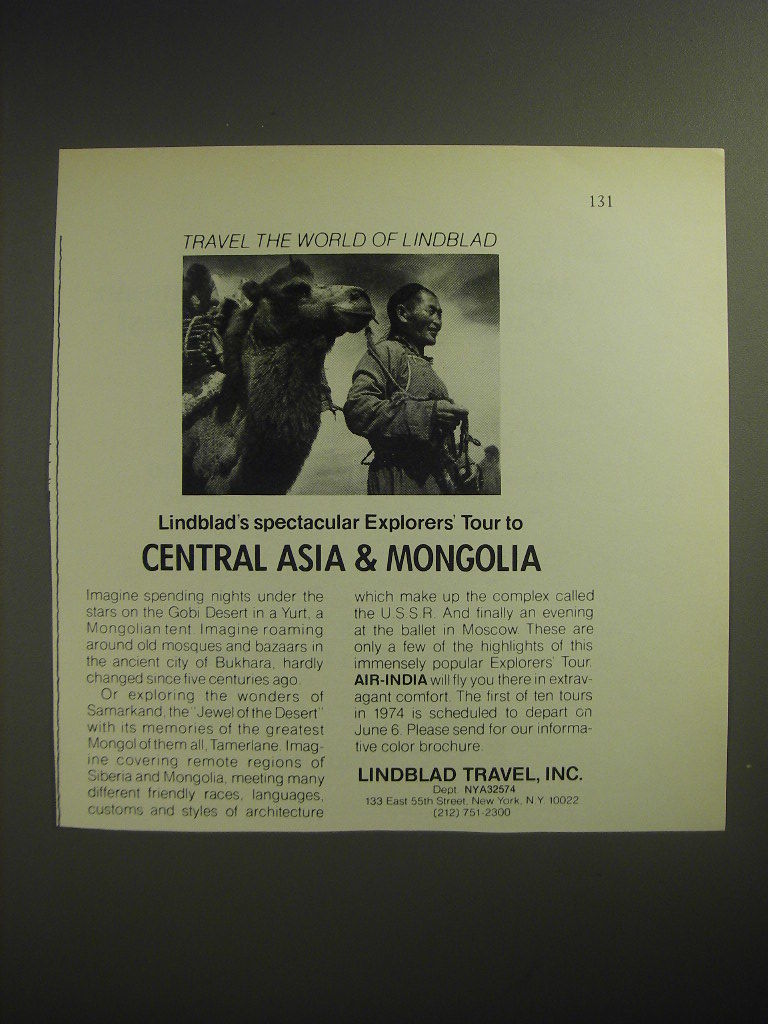 131
TRAVEL THE WORLD OF LINDBLAD
Lindblad's spectacular Explorers' Tour to
CENTRAL ASIA & MONGOLIA
Imagine spending nights under the
stars on the Gobi Desert in a Yurt, a
Mongolian tent. Imagine roaming
around old mosques and bazaars in
the ancient city of Bukhara, hardly
changed since five centuries ago.
Or exploring the wonders of
Samarkand, the "Jewel of the Desert"
with its memories of the greatest
Mongol of them all, Tamerlane. Imag-
ine covering remote regions of
Siberia and Mongolia, meeting many
different friendly races, languages,
customs and styles of architecture
which make up the complex called
the U.S.S.R. And finally an evening
at the ballet in Moscow. These are
only a few of the highlights of this
immensely popular Explorers' Tour.
AIR-INDIA will fly you there in extrav-
agant comfort. The first of ten tours
in 1974 is scheduled to depart on
June 6. Please send for our informa-
tive color brochure.
LINDBLAD TRAVEL, INC.
Dept. NYA32574
133 East 55th Street, New York, N.Y. 10022
(212) 751-2300